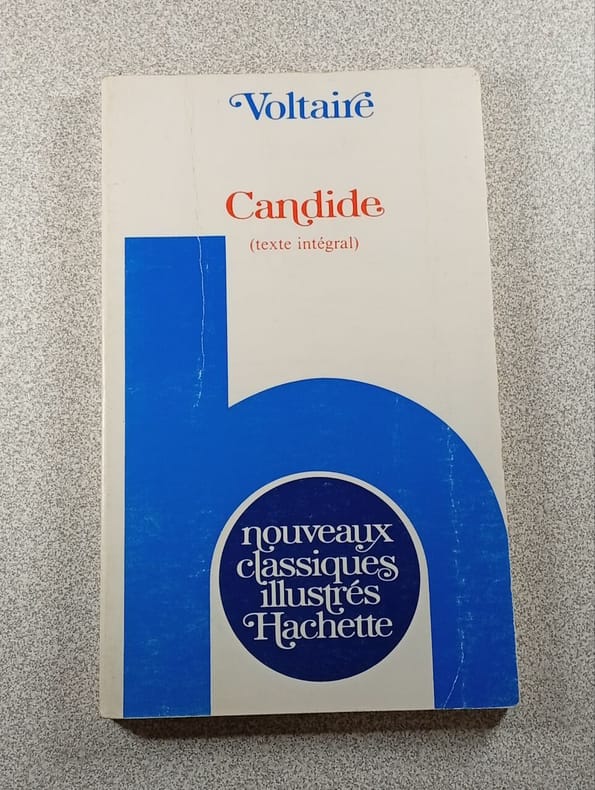 Voltaire
Candide
(texte intégral)
nouveaux
classiques
illustrés
Hachette